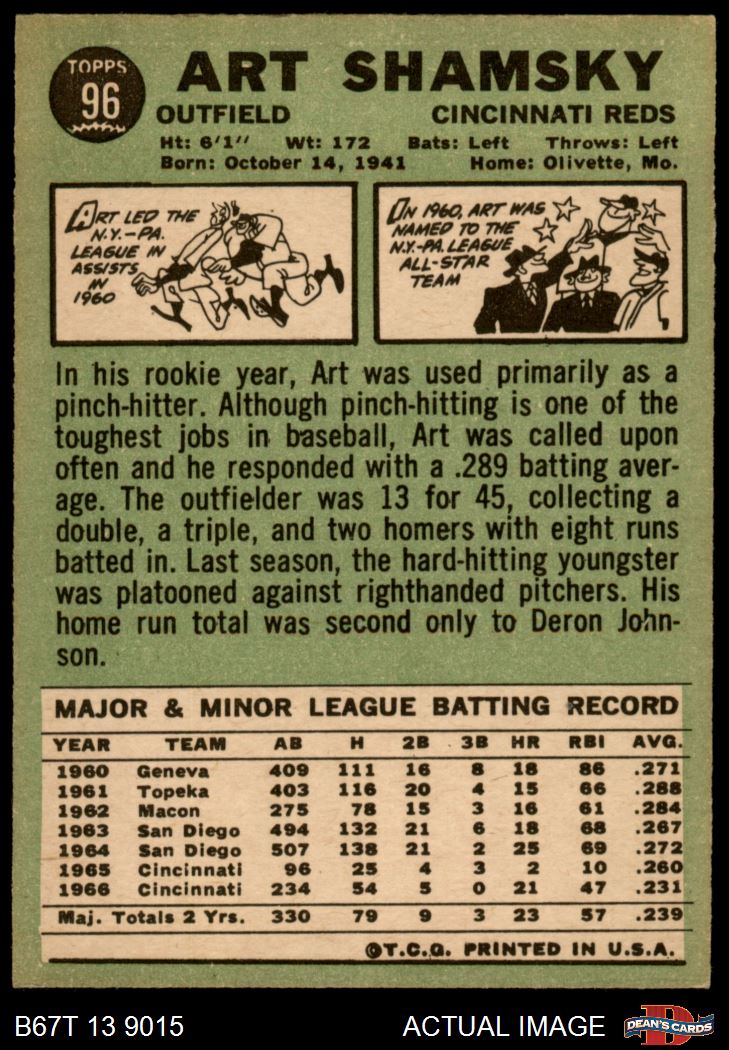 TOPPS
96
ART SHAMSKY
OUTFIELD CINCINNATI REDS
Ht: 6'1" Wt: 172 Bats: Left Throws: Left
Born: October 14, 1941 Home: Olivette, Mo.
ART LED THE
N.Y.-PA.
LEAGUE IN
ASSISTS
IN
1960
IN 1960, ART WAS
NAMED TO THE
N.Y.-PA. LEAGUE
ALL-STAR
TEAM
In his rookie year, Art was used primarily as a
pinch-hitter. Although pinch-hitting is one of the
toughest jobs in baseball, Art was called upon
often and he responded with a .289 batting aver-
age. The outfielder was 13 for 45, collecting a
double, a triple, and two homers with eight runs
batted in. Last season, the hard-hitting youngster
was platooned against righthanded pitchers. His
home run total was second only to Deron John-
son.
MAJOR & MINOR LEAGUE BATTING RECORD
YEAR TEAM AB H 2B 3B HR RBI AVG.
1960 Geneva 409 111 16 8 18 86 .271
1961 Topeka 403 116 20 4 15 66 .288
1962 Macon 275 78 15 3 16 61 .284
1963 San Diego 494 132 21 6 18 68 .267
1964 San Diego 507 138 21 2 25 69 .272
1965 Cincinnati 96 25 4 3 2 10 .260
1966 Cincinnati 234 54 5 0 21 47 .231
Maj. Totals 2 Yrs. 330 79 9 3 23 57 .239
©T.C.G. PRINTED IN U.S.A.
B67T 13 9015 ACTUAL IMAGE
D
DEAN'S CARDS